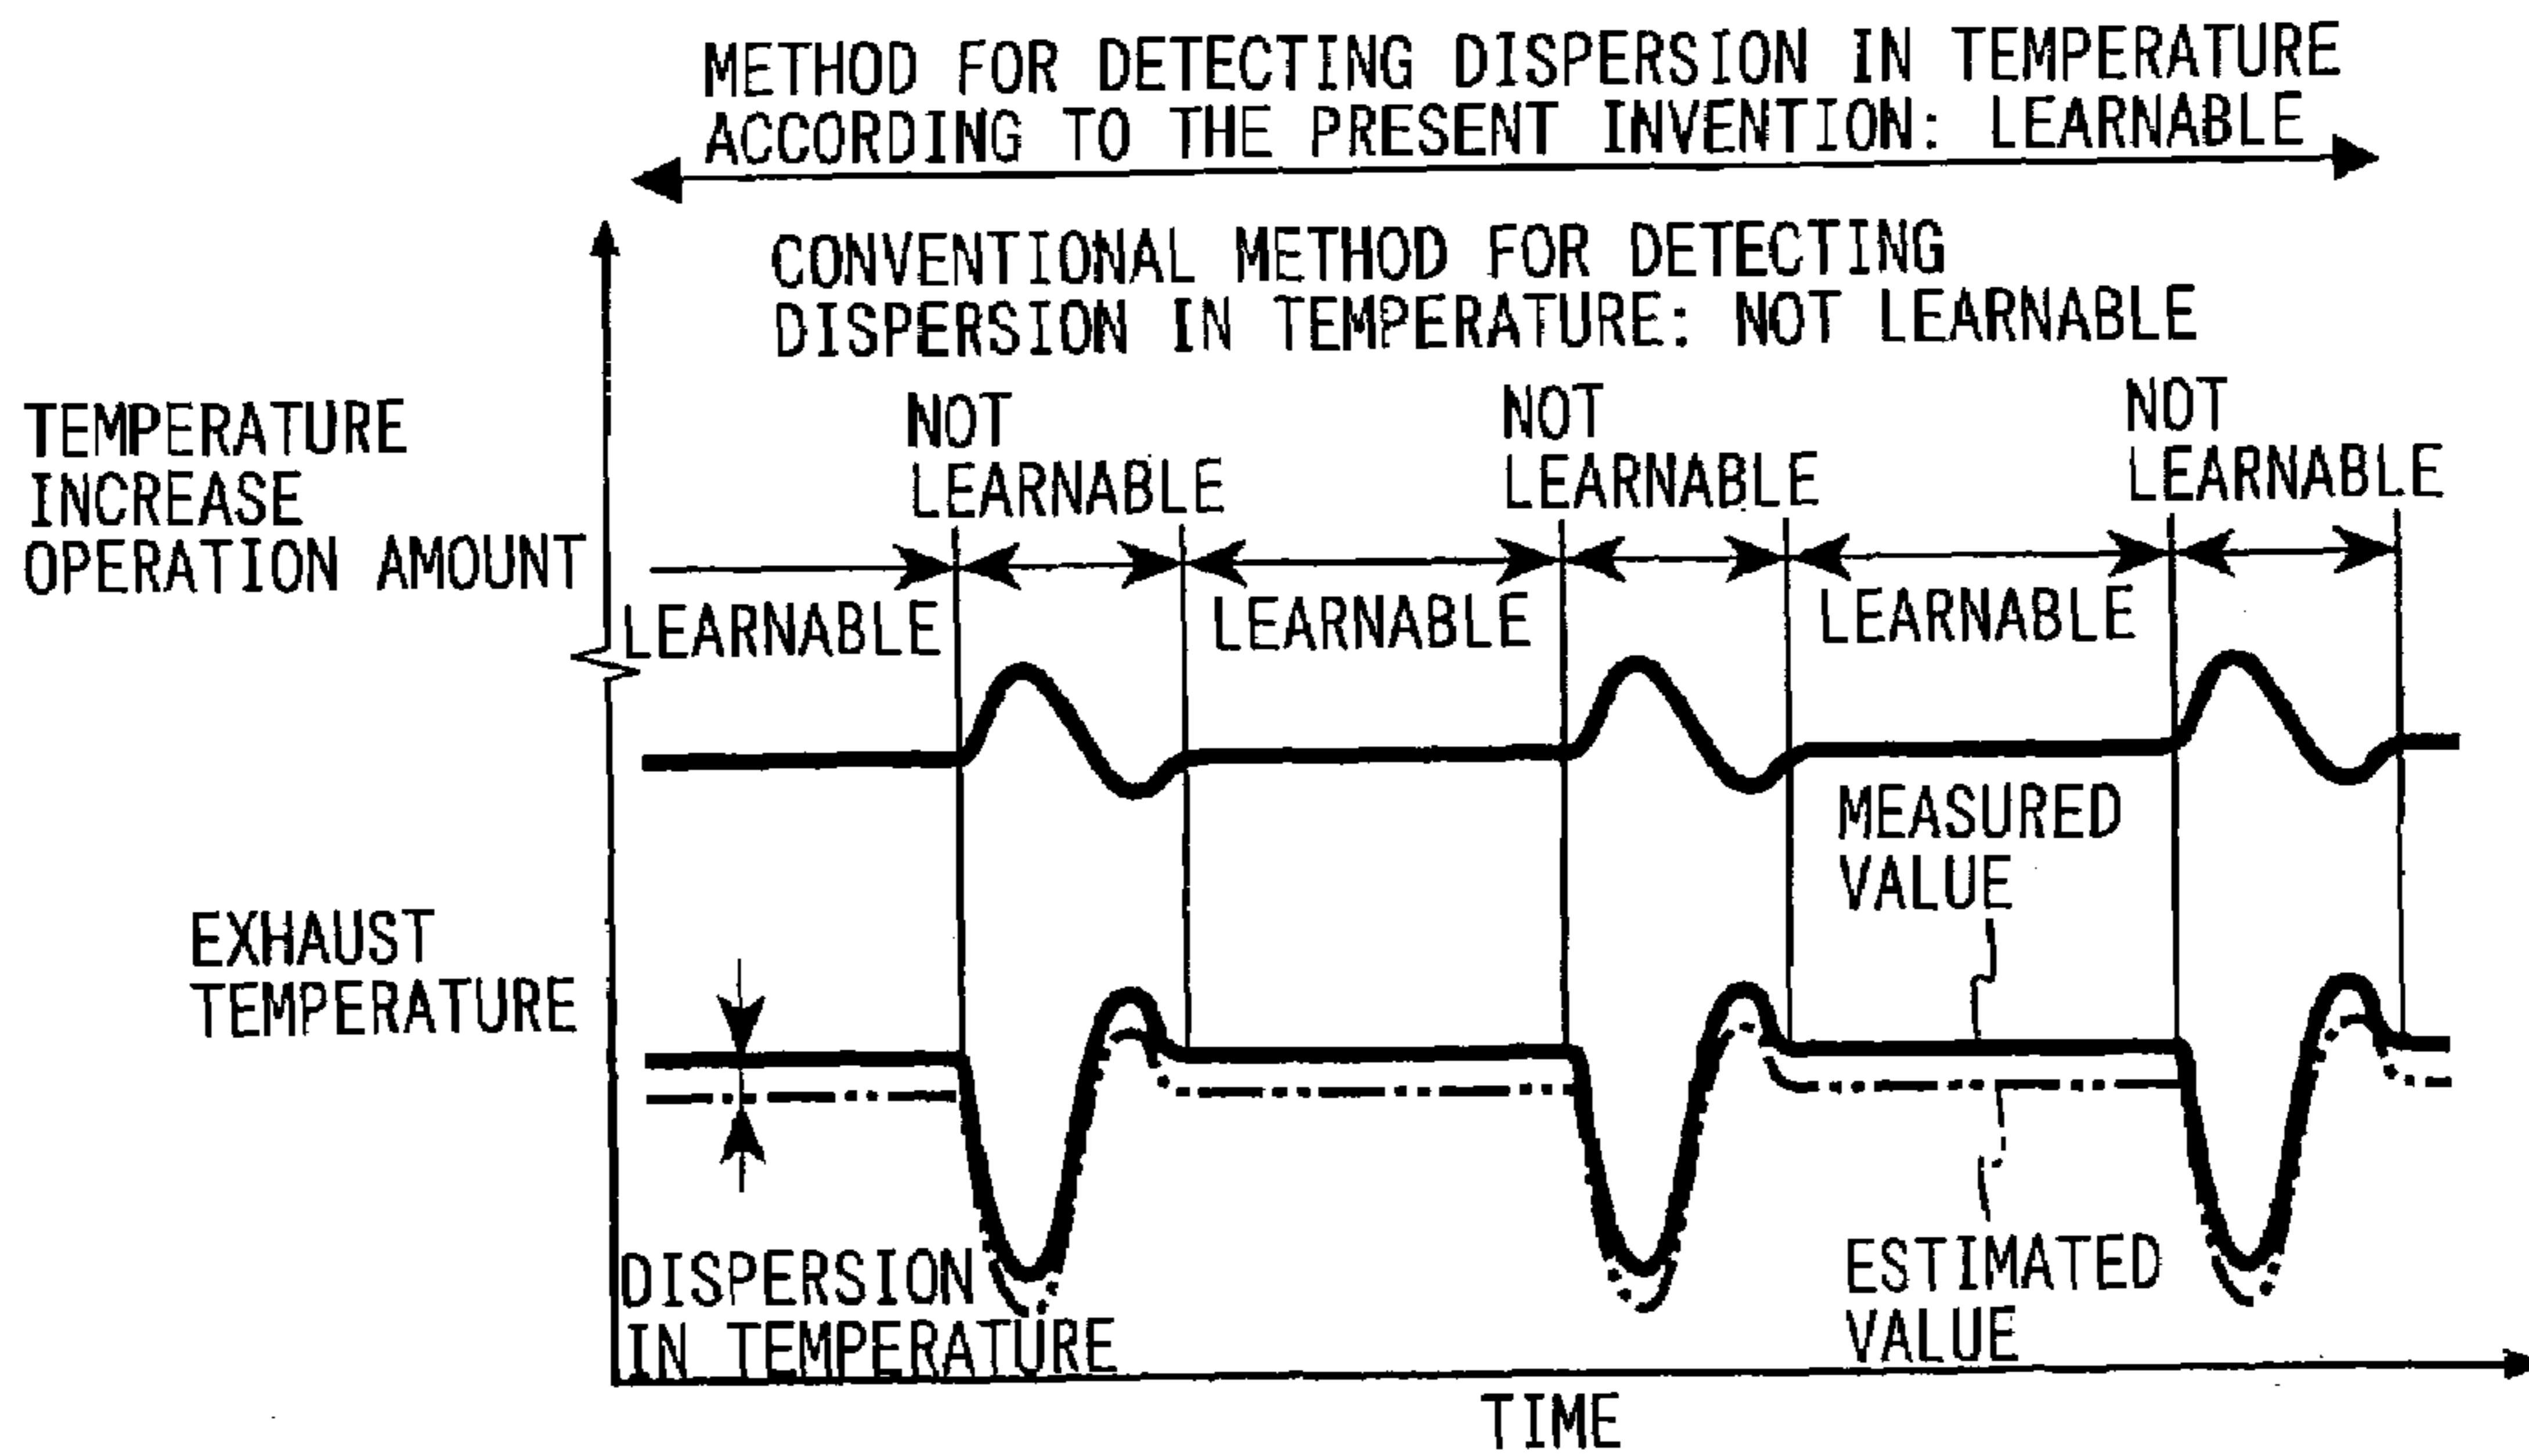 METHOD FOR DETECTING DISPERSION IN TEMPERATURE
ACCORDING TO THE PRESENT INVENTION: LEARNABLE
CONVENTIONAL METHOD FOR DETECTING
DISPERSION IN TEMPERATURE: NOT LEARNABLE
TEMPERATURE
INCREASE
OPERATION AMOUNT
NOT
LEARNABLE
NOT
LEARNABLE
NOT
LEARNABLE
LEARNABLE
LEARNABLE
LEARNABLE
MEASURED
VALUE
EXHAUST
TEMPERATURE
DISPERSION
IN TEMPERATURE
ESTIMATED
VALUE
TIME